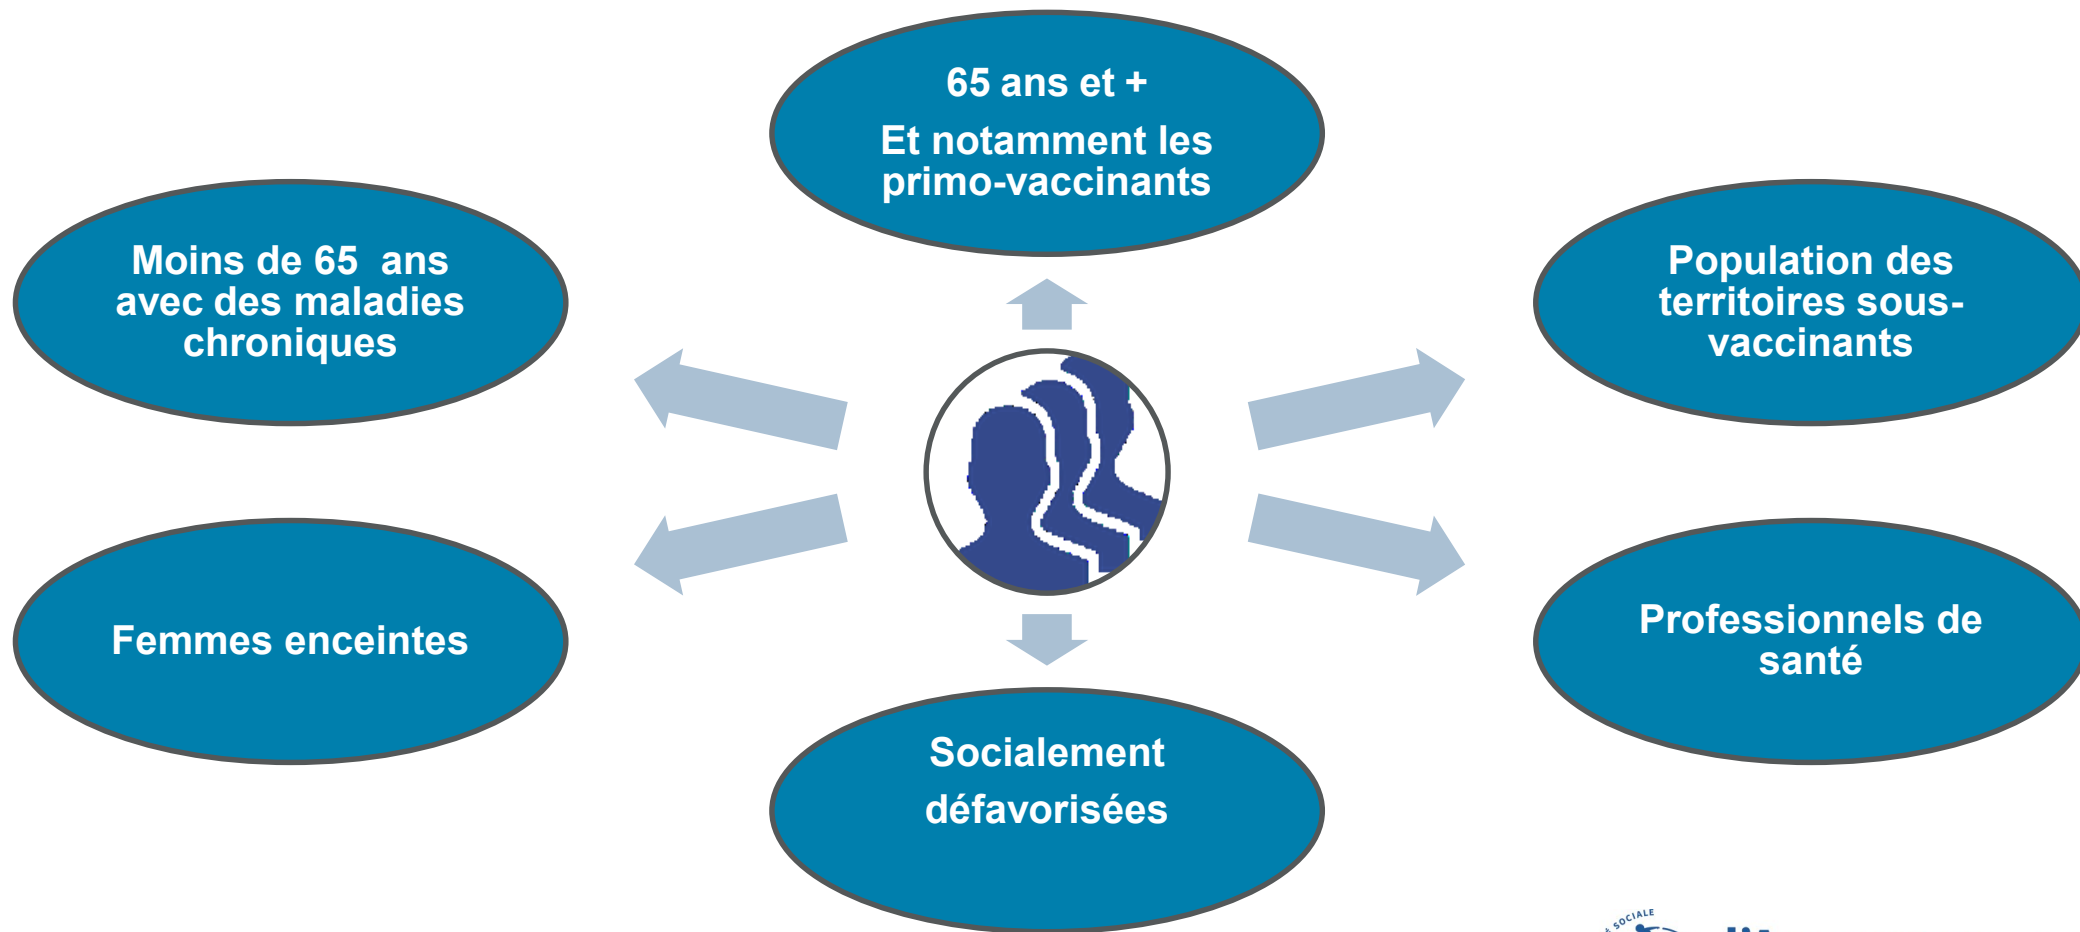 65 ans et +
Et notamment les
primo-vaccinants
Moins de 65 ans
avec des maladies
chroniques
Population des
territoires sous-
vaccinants
Femmes enceintes
Professionnels de
santé
Socialement
défavorisées
SOCIALE